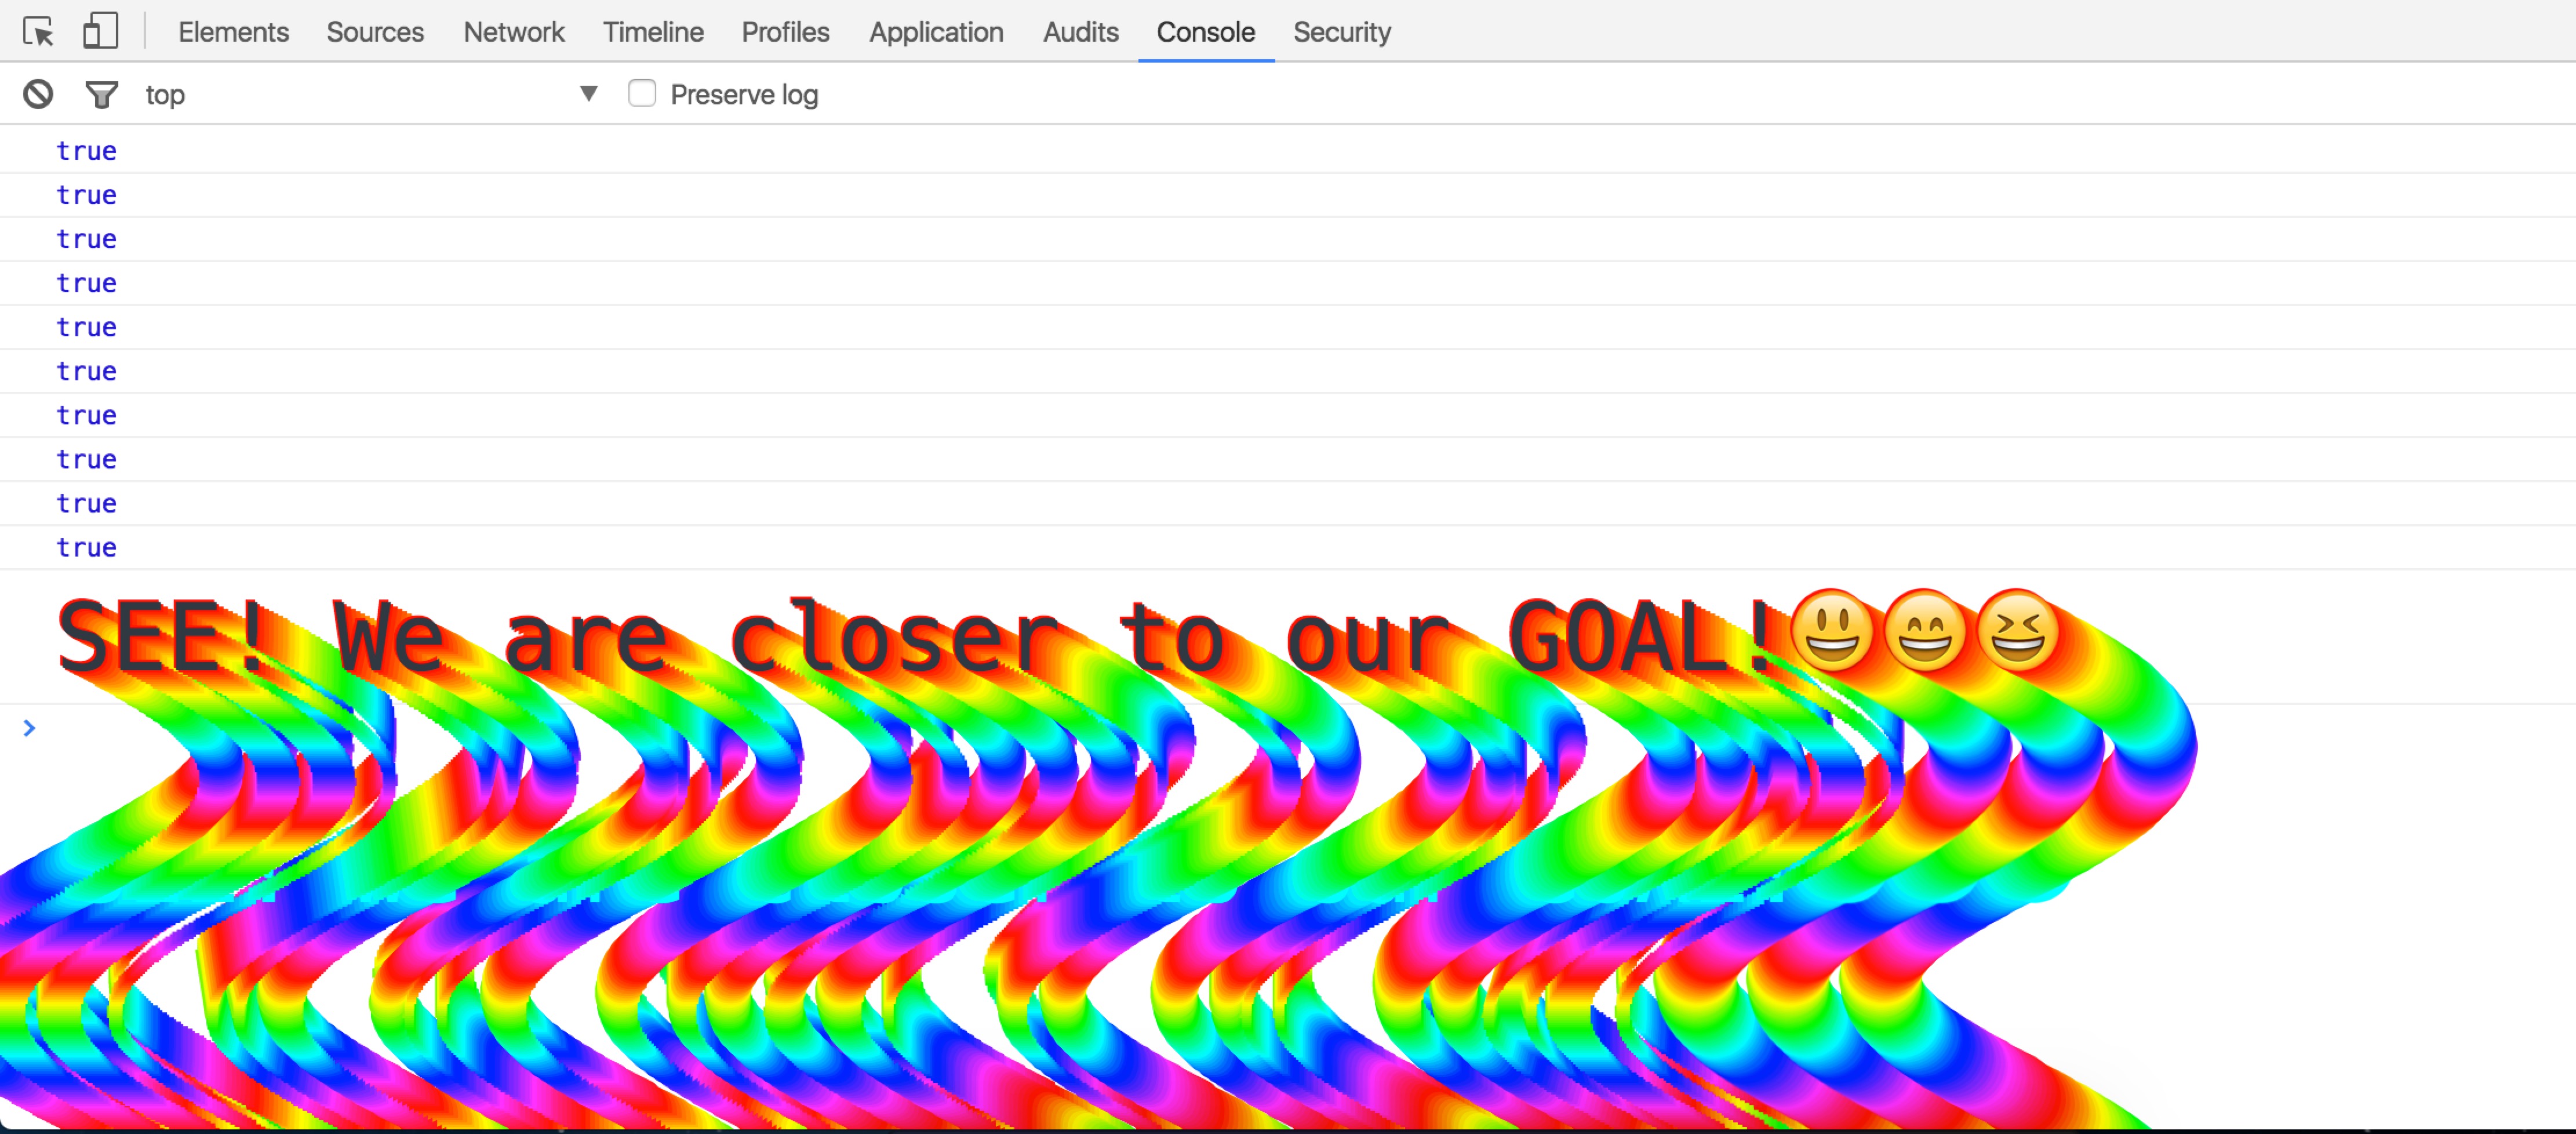 Elements Sources Network Timeline Profiles Application Audits Console Security
top ▼ Preserve log
true
true
true
true
true
true
true
true
true
true
SEE! We are closer to our GOAL!😃😄😆
>